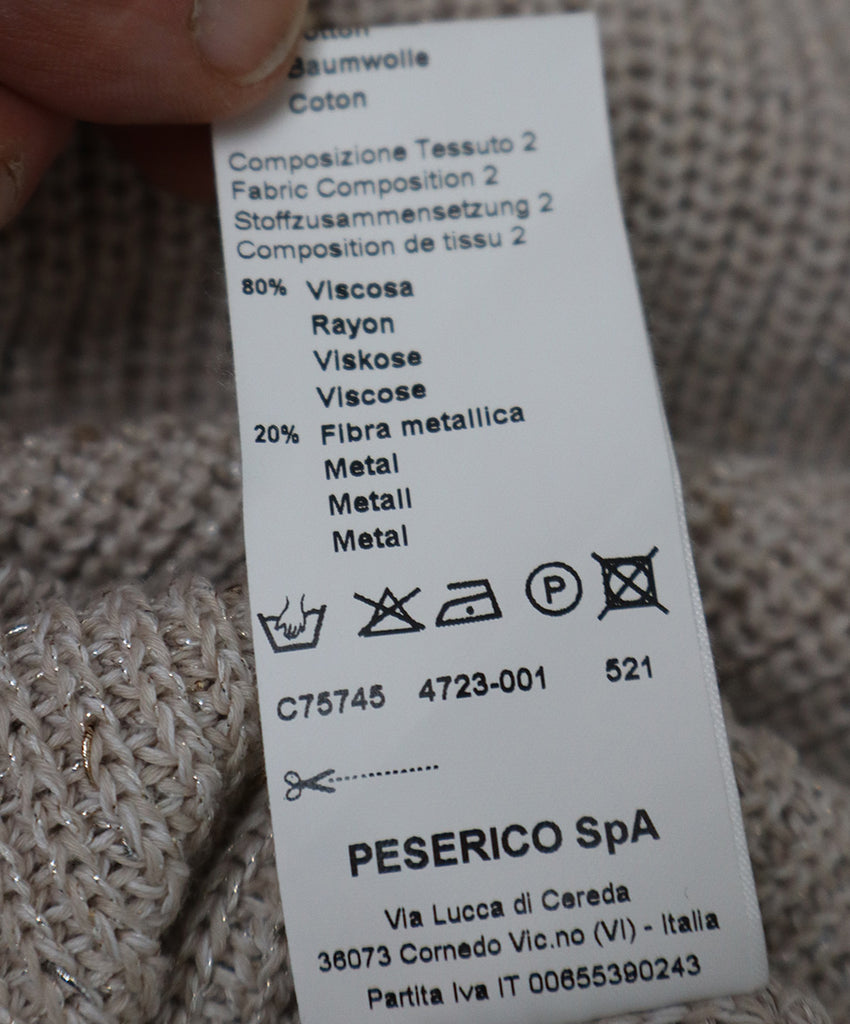 Cotton
Baumwolle
Coton
Composizione Tessuto 2
Fabric Composition 2
Stoffzusammensetzung 2
Composition de tissu 2
80% Viscosa
Rayon
Viskose
Viscose
20% Fibra metallica
Metal
Metall
Metal
P
C75745 4723-001 521
PESERICO SpA
Via Lucca di Cereda
36073 Cornedo Vic.no (VI) - Italia
Partita Iva IT 00655390243